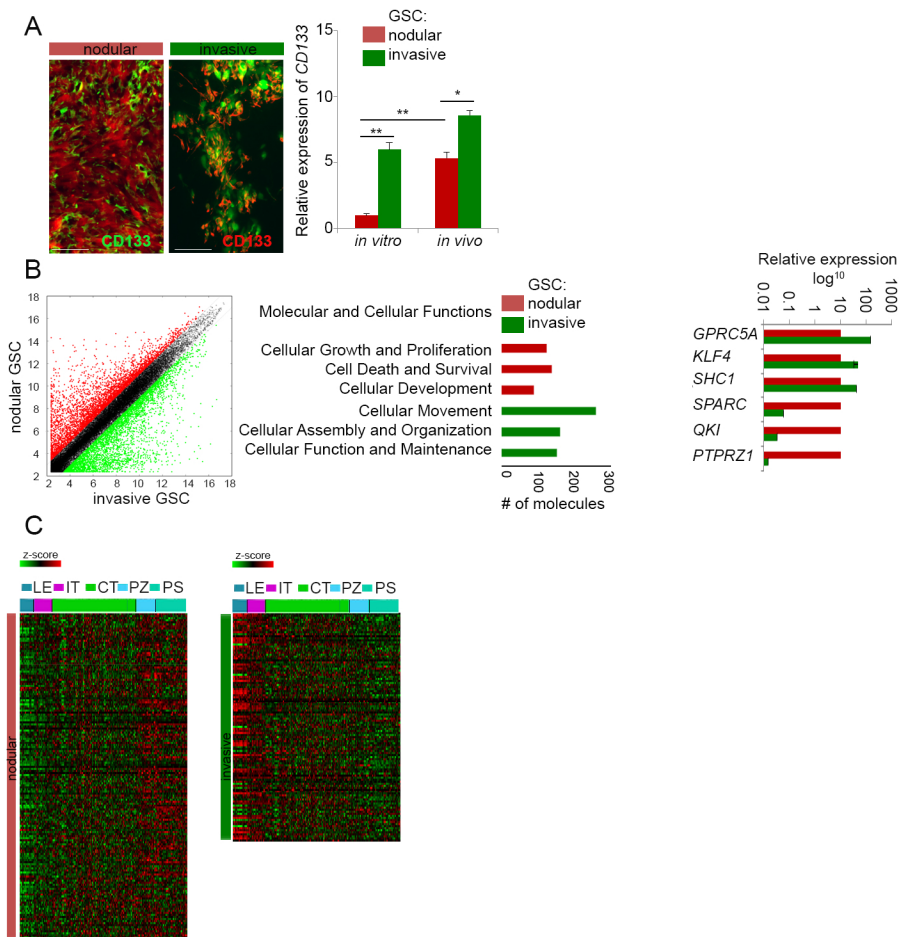 A
nodular
invasive
CD133
CD133
Relative expression of CD133
15
10
5
0
GSC:
nodular
invasive
**
**
*
in vitro
in vivo
B
nodular GSC
18
16
14
12
10
8
6
4
2
2 4 6 8 10 12 14 16 18
invasive GSC
Molecular and Cellular Functions
GSC:
nodular
invasive
Cellular Growth and Proliferation
Cell Death and Survival
Cellular Development
Cellular Movement
Cellular Assembly and Organization
Cellular Function and Maintenance
0 100 200 300
# of molecules
Relative expression
log10
0.01 0.1 1 10 100 1000
GPRC5A
KLF4
SHC1
SPARC
QKI
PTPRZ1
C
z-score
LE IT CT PZ PS
nodular
z-score
LE IT CT PZ PS
invasive